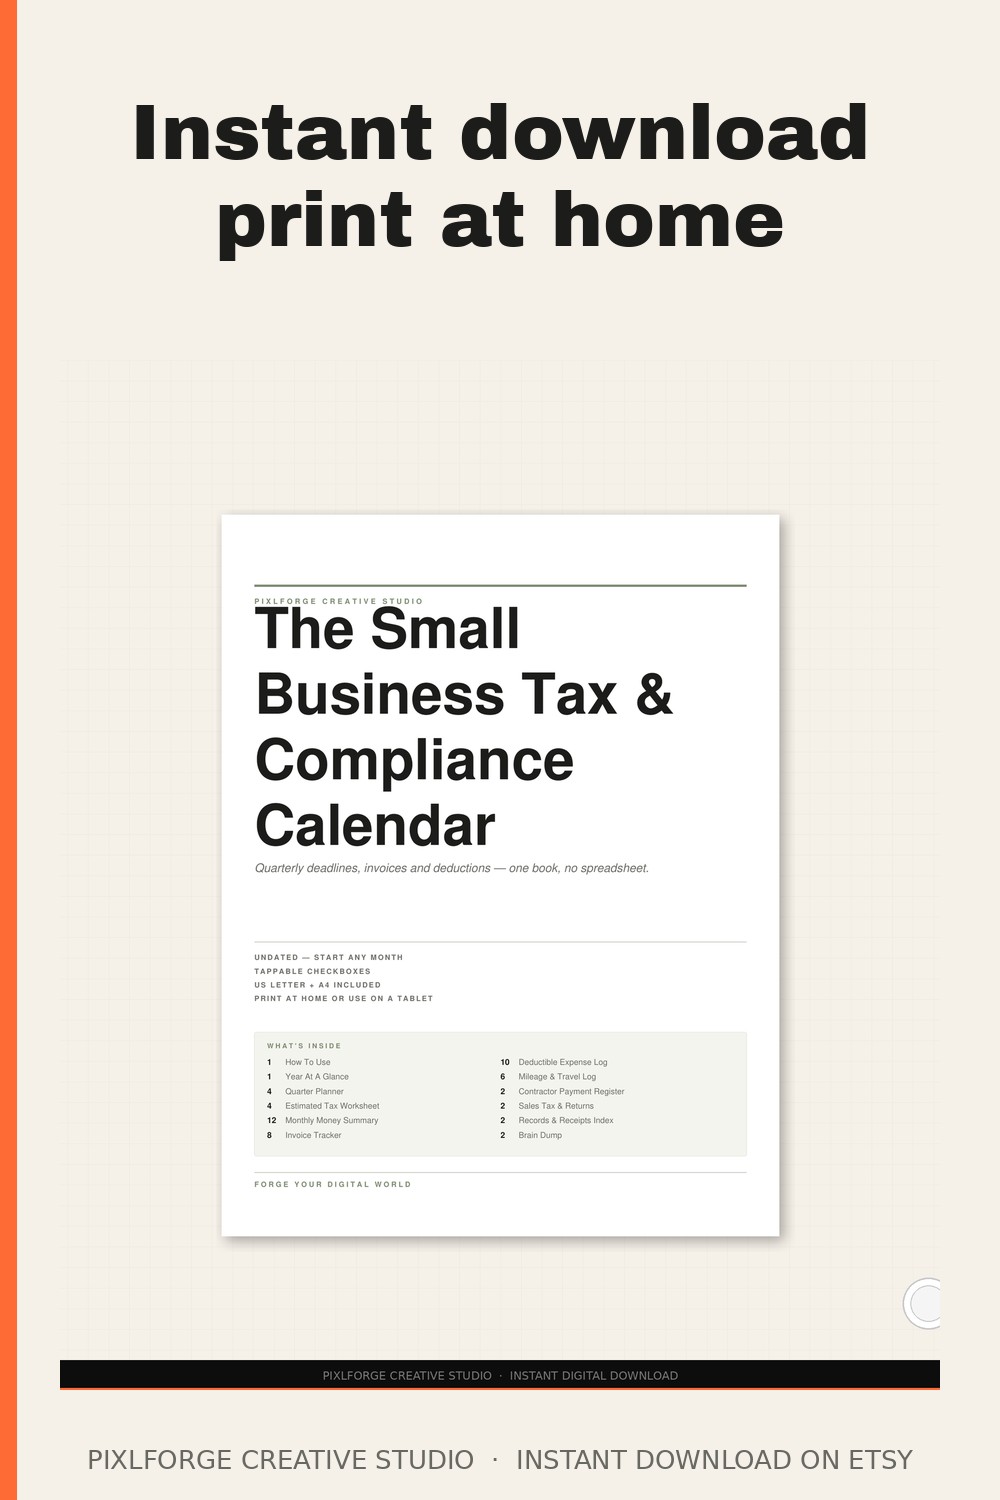 Instant download
print at home
PIXLFORGE CREATIVE STUDIO
The Small
Business Tax &
Compliance
Calendar
Quarterly deadlines, invoices and deductions — one book, no spreadsheet.
UNDATED — START ANY MONTH
TAPPABLE CHECKBOXES
US LETTER + A4 INCLUDED
PRINT AT HOME OR USE ON A TABLET
WHAT'S INSIDE
1 How To Use
1 Year At A Glance
4 Quarter Planner
4 Estimated Tax Worksheet
12 Monthly Money Summary
8 Invoice Tracker
10 Deductible Expense Log
6 Mileage & Travel Log
2 Contractor Payment Register
2 Sales Tax & Returns
2 Records & Receipts Index
2 Brain Dump
FORGE YOUR DIGITAL WORLD
PIXLFORGE CREATIVE STUDIO · INSTANT DIGITAL DOWNLOAD
PIXLFORGE CREATIVE STUDIO · INSTANT DOWNLOAD ON ETSY